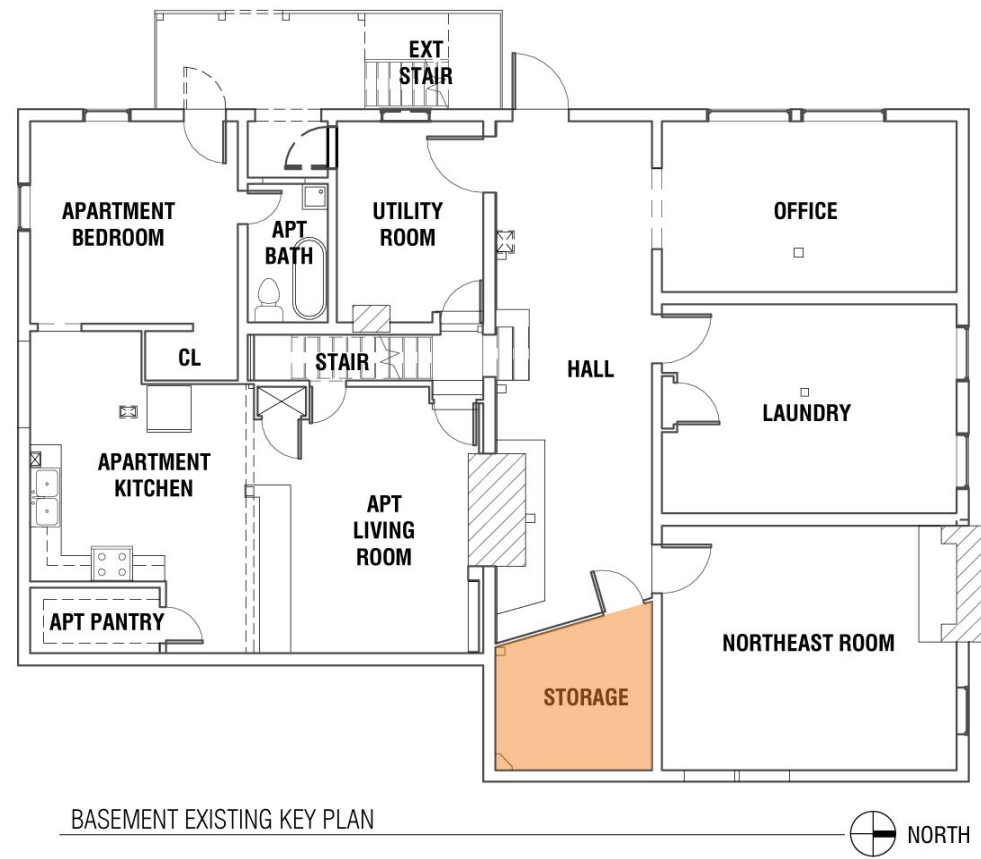 EXT
STAIR
APARTMENT
BEDROOM
APT
BATH
UTILITY
ROOM
OFFICE
CL
STAIR
HALL
LAUNDRY
APARTMENT
KITCHEN
APT
LIVING
ROOM
APT PANTRY
NORTHEAST ROOM
STORAGE
BASEMENT EXISTING KEY PLAN
NORTH